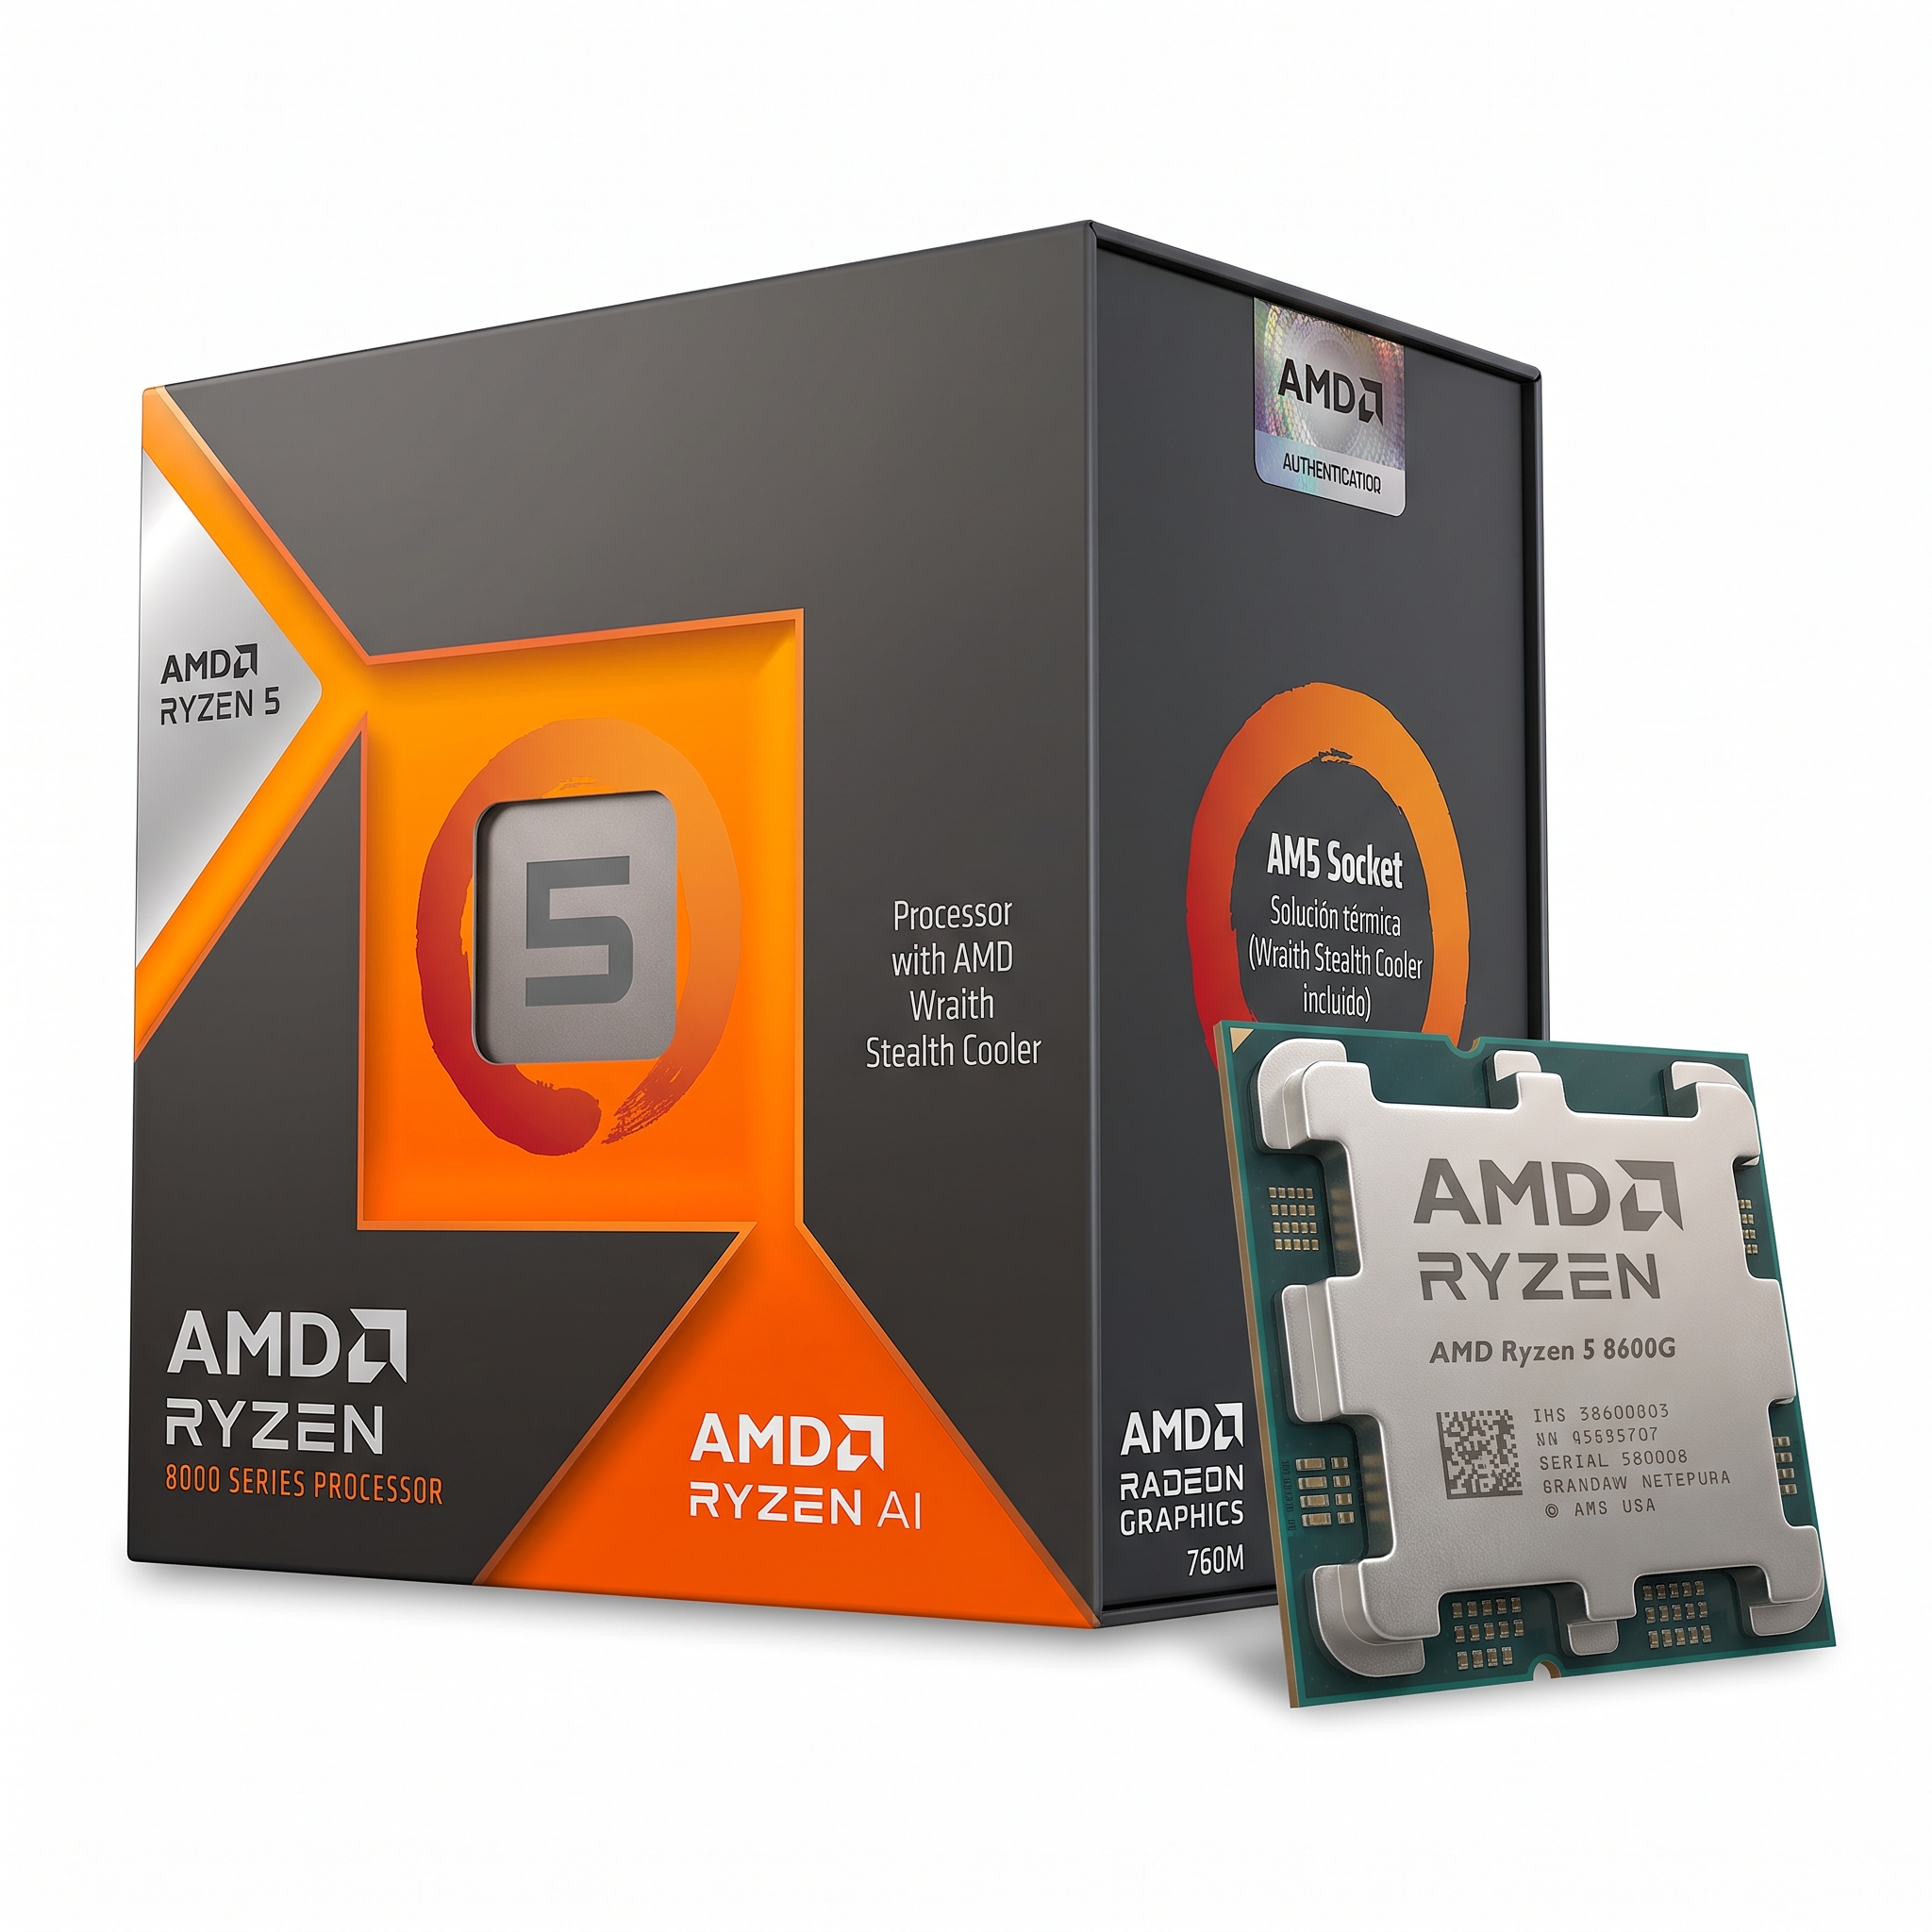 AMD
RYZEN 5
5
Processor
with AMD
Wraith
Stealth Cooler
AMD
RYZEN
8000 SERIES PROCESSOR
AMD
RYZEN AI
AMD
AUTHENTICATIOR
AM5 Socket
Solución térmica
(Wraith Stealth Cooler
incluido)
AMD
RADEON
GRAPHICS
760M
AMD
RYZEN
AMD Ryzen 5 8600G
IHS 38600803
SERIAL 580008
GRANDAW NETEPURA
© AMS USA